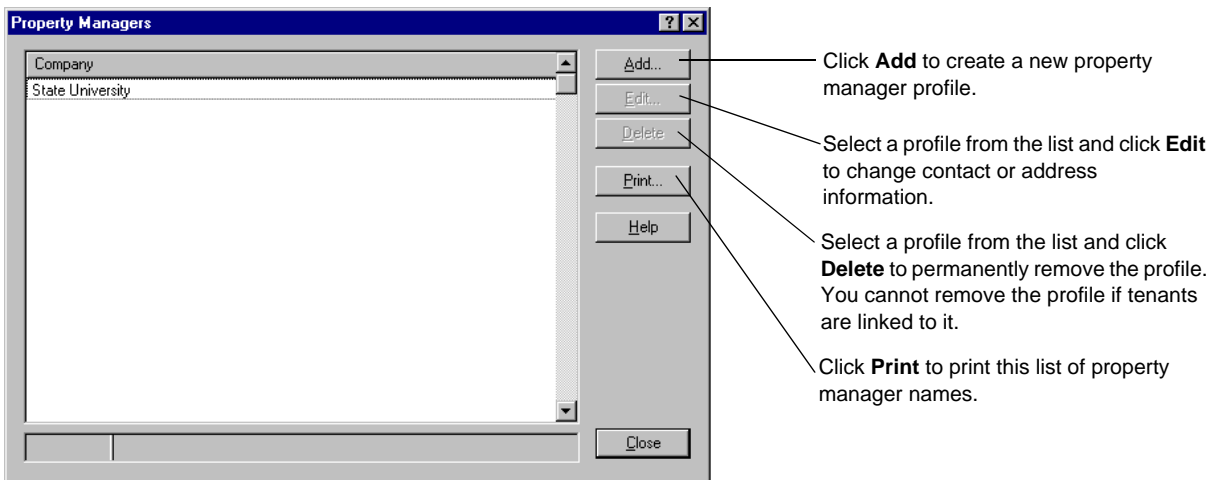 Property Managers
Company
State University
Add...
Edit...
Delete
Print...
Help
Close
Click Add to create a new property
manager profile.
Select a profile from the list and click Edit
to change contact or address
information.
Select a profile from the list and click
Delete to permanently remove the profile.
You cannot remove the profile if tenants
are linked to it.
Click Print to print this list of property
manager names.